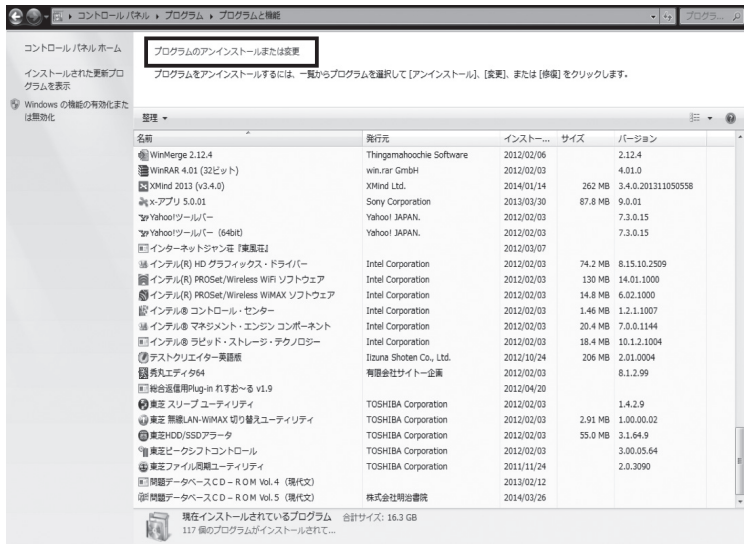 コントロール パネル ▸ プログラム ▸ プログラムと機能
プログラ...
コントロール パネル ホーム
インストールされた更新プログラムを表示
Windows の機能の有効化または無効化
プログラムのアンインストールまたは変更
プログラムをアンインストールするには、一覧からプログラムを選択して [アンインストール]、[変更]、または [修復] をクリックします。
整理
名前 発行元 インストー... サイズ バージョン
WinMerge 2.12.4 Thingamahoochie Software 2012/02/06 2.12.4
WinRAR 4.01 (32ビット) win.rar GmbH 2012/02/03 4.01.0
XMind 2013 (v3.4.0) XMind Ltd. 2014/01/14 262 MB 3.4.0.201311050558
x-アプリ 5.0.01 Sony Corporation 2013/03/30 87.8 MB 9.0.01
Yahoo!ツールバー Yahoo! JAPAN. 2012/02/03 7.3.0.15
Yahoo!ツールバー (64bit) Yahoo! JAPAN. 2012/02/03 7.3.0.15
インターネットジャン荘『東風荘』 2012/03/07
インテル(R) HD グラフィックス・ドライバー Intel Corporation 2012/02/03 74.2 MB 8.15.10.2509
インテル(R) PROSet/Wireless WiFi ソフトウェア Intel Corporation 2012/02/03 130 MB 14.01.1000
インテル(R) PROSet/Wireless WiMAX ソフトウェア Intel Corporation 2012/02/03 14.8 MB 6.02.1000
インテル® コントロール・センター Intel Corporation 2012/02/03 1.46 MB 1.2.1.1007
インテル® マネジメント・エンジン コンポーネント Intel Corporation 2012/02/03 20.4 MB 7.0.0.1144
インテル® ラピッド・ストレージ・テクノロジー Intel Corporation 2012/02/03 18.4 MB 10.1.2.1004
テストクリエイター英語版 Iizuna Shoten Co., Ltd. 2012/10/24 206 MB 2.01.0004
秀丸エディタ64 有限会社サイトー企画 2012/02/03 8.1.2.99
総合返信用Plug-in れすお～る v1.9 2012/04/20
東芝 スリープ ユーティリティ TOSHIBA Corporation 2012/02/03 1.4.2.9
東芝 無線LAN-WiMAX 切り替えユーティリティ TOSHIBA Corporation 2012/02/03 2.91 MB 1.00.00.02
東芝HDD/SSDアラータ TOSHIBA Corporation 2012/02/03 55.0 MB 3.1.64.9
東芝ピークシフトコントロール TOSHIBA Corporation 2012/02/03 3.00.05.64
東芝ファイル同期ユーティリティ TOSHIBA Corporation 2011/11/24 2.0.3090
問題データベースＣＤ－ＲＯＭ Vol. 4（現代文） 2013/02/12
問題データベースＣＤ－ＲＯＭ Vol. 5（現代文） 株式会社明治書院 2014/03/26
現在インストールされているプログラム 合計サイズ: 16.3 GB
117 個のプログラムがインストールされて...